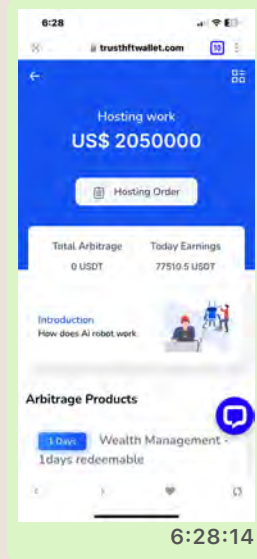 6:28
trusthftwallet.com
10
Hosting work
US$ 2050000
Hosting Order
Total Arbitrage Today Earnings
0 USDT 77510.5 USDT
Introduction
How does Ai robot work
Arbitrage Products
1 Days Wealth Management -
1days redeemable
6:28:14